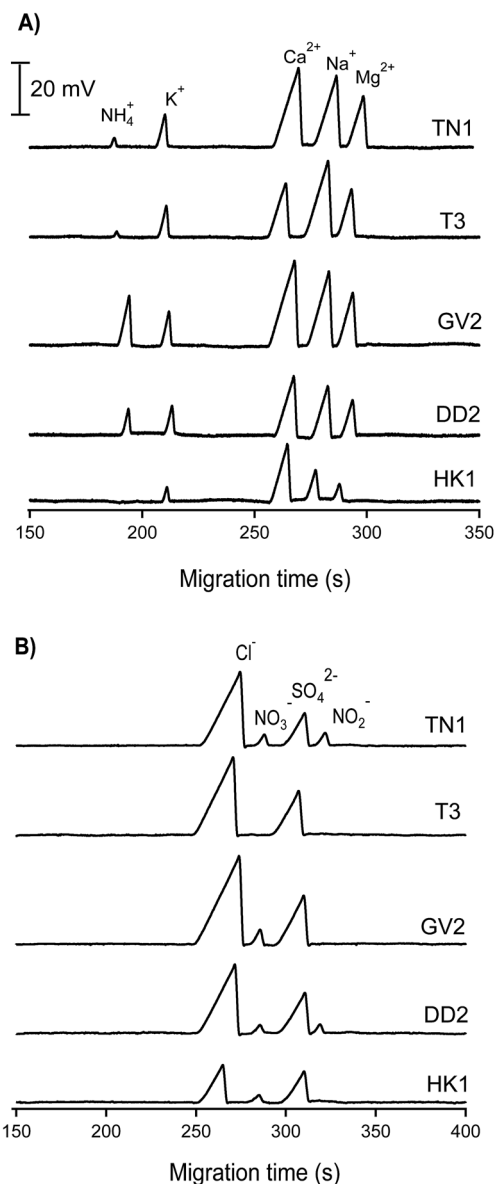 A)
20 mV
NH₄⁺ K⁺ Ca²⁺ Na⁺ Mg²⁺
TN1
T3
GV2
DD2
HK1
150 200 250 300 350
Migration time (s)
B)
Cl⁻ NO₃⁻ SO₄²⁻ NO₂⁻
TN1
T3
GV2
DD2
HK1
150 200 250 300 350 400
Migration time (s)